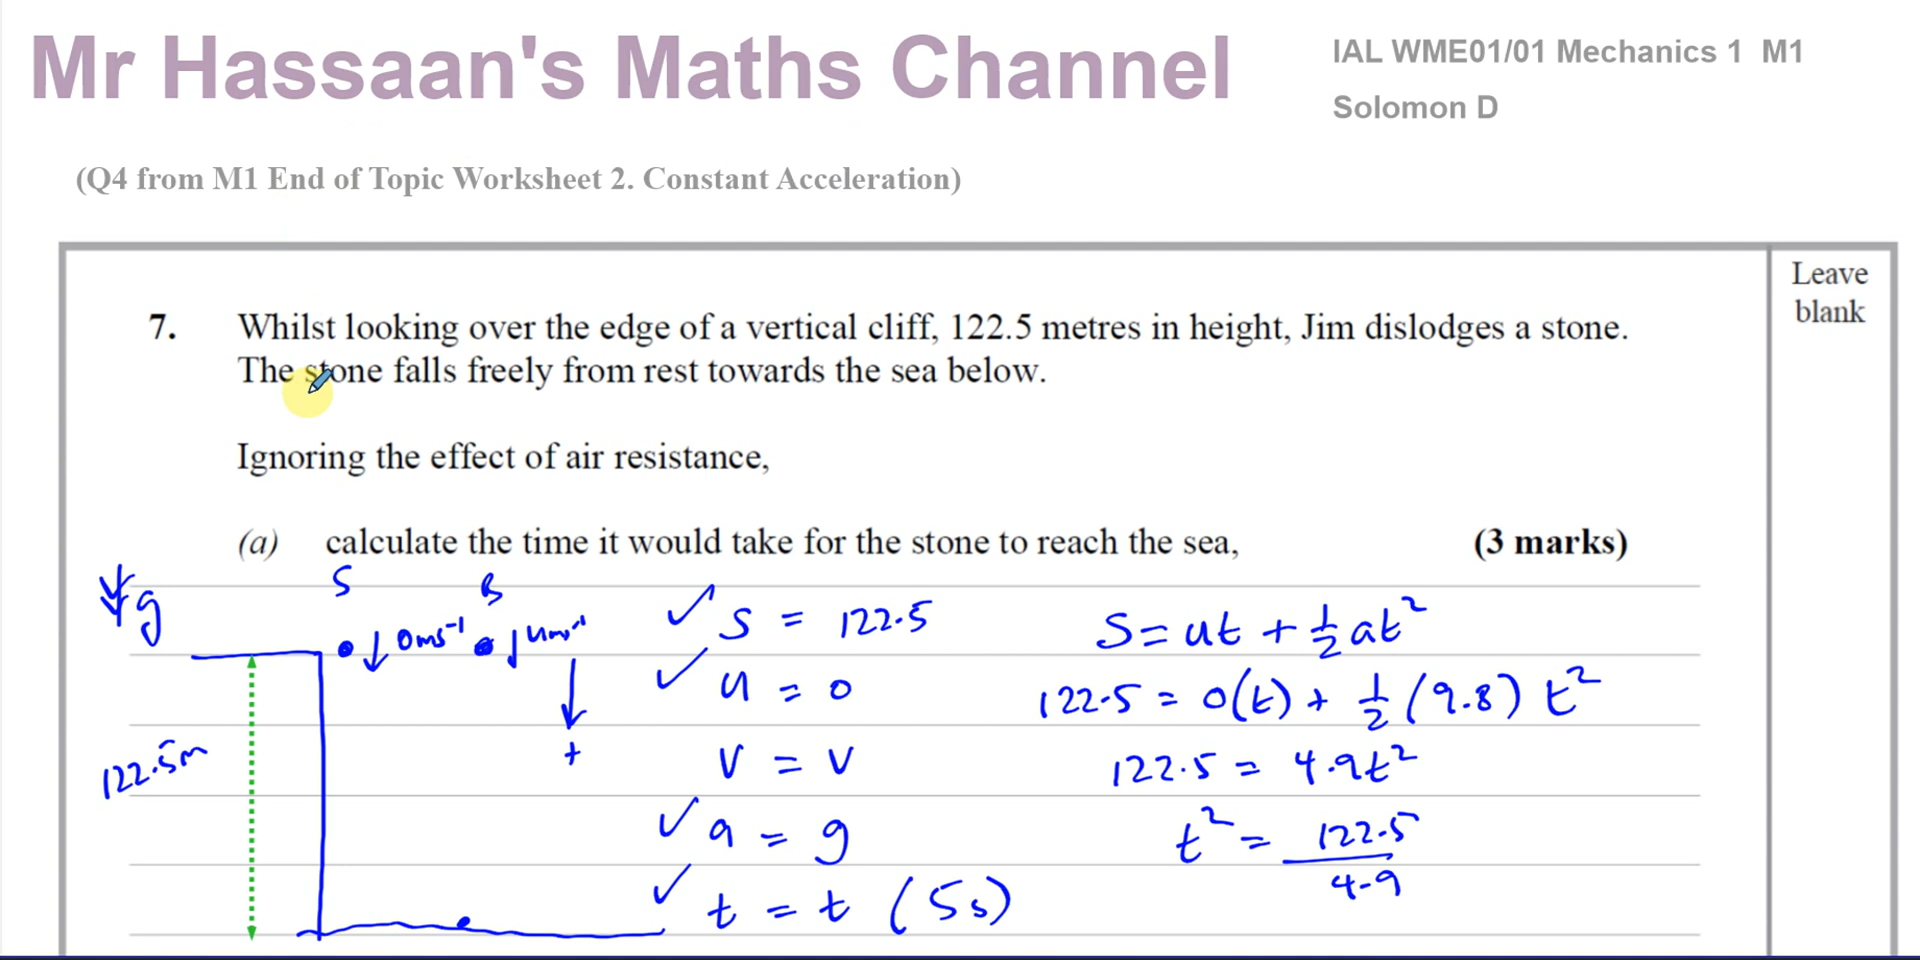 Mr Hassaan's Maths Channel
IAL WME01/01 Mechanics 1 M1
Solomon D
(Q4 from M1 End of Topic Worksheet 2. Constant Acceleration)
Leave
blank
7. Whilst looking over the edge of a vertical cliff, 122.5 metres in height, Jim dislodges a stone.
The stone falls freely from rest towards the sea below.
Ignoring the effect of air resistance,
(a) calculate the time it would take for the stone to reach the sea, (3 marks)
g
S
B
0ms⁻¹
+
122.5m
✓ s = 122.5
✓ u = 0
v = v
✓ a = g
✓ t = t (5s)
S = ut + ½at²
122.5 = 0(t) + ½(9.8)t²
122.5 = 4.9t²
t² = 122.5/4.9